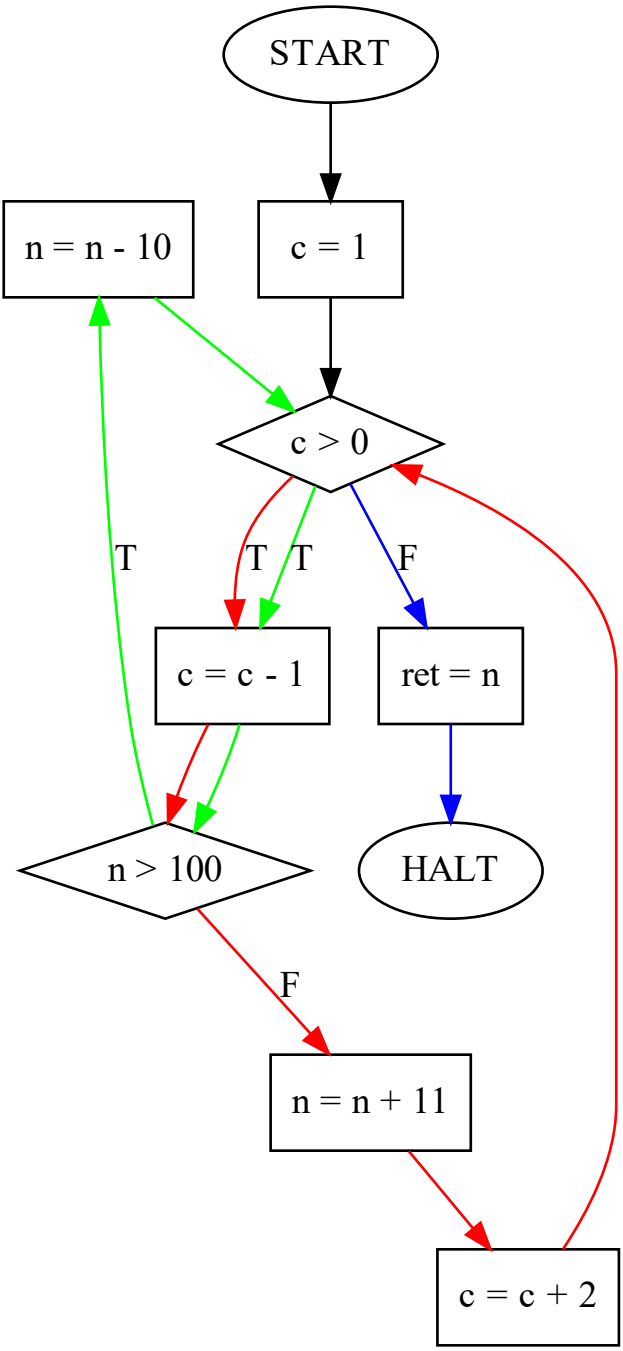 START
n = n - 10
c = 1
c > 0
T
T
T
F
c = c - 1
ret = n
n > 100
HALT
F
n = n + 11
c = c + 2